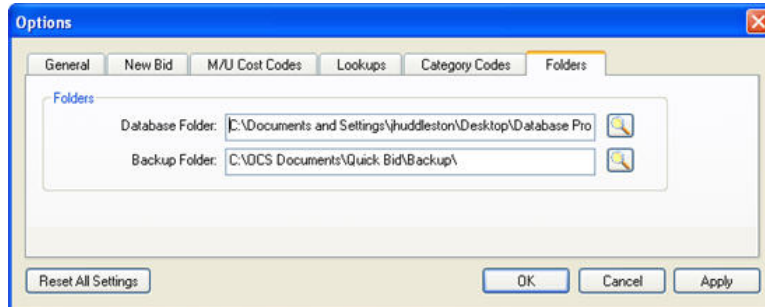 Options
General New Bid M/U Cost Codes Lookups Category Codes Folders
Folders
Database Folder: C:\Documents and Settings\jhuddleston\Desktop\Database Pro
Backup Folder: C:\OCS Documents\Quick Bid\Backup\
Reset All Settings OK Cancel Apply